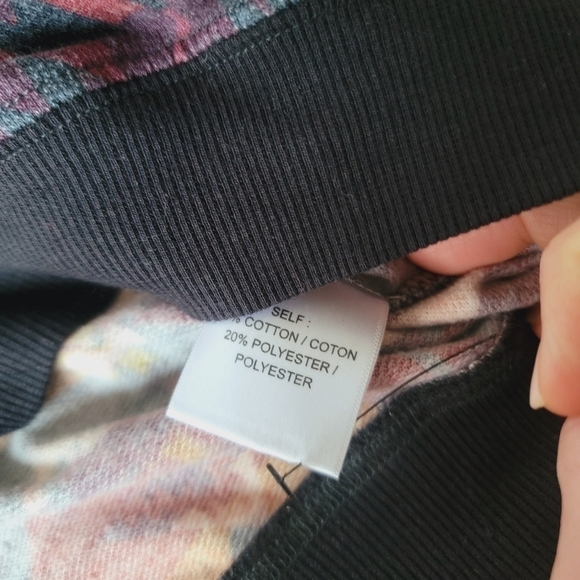 SELF :
% COTTON / COTON
20% POLYESTER /
POLYESTER